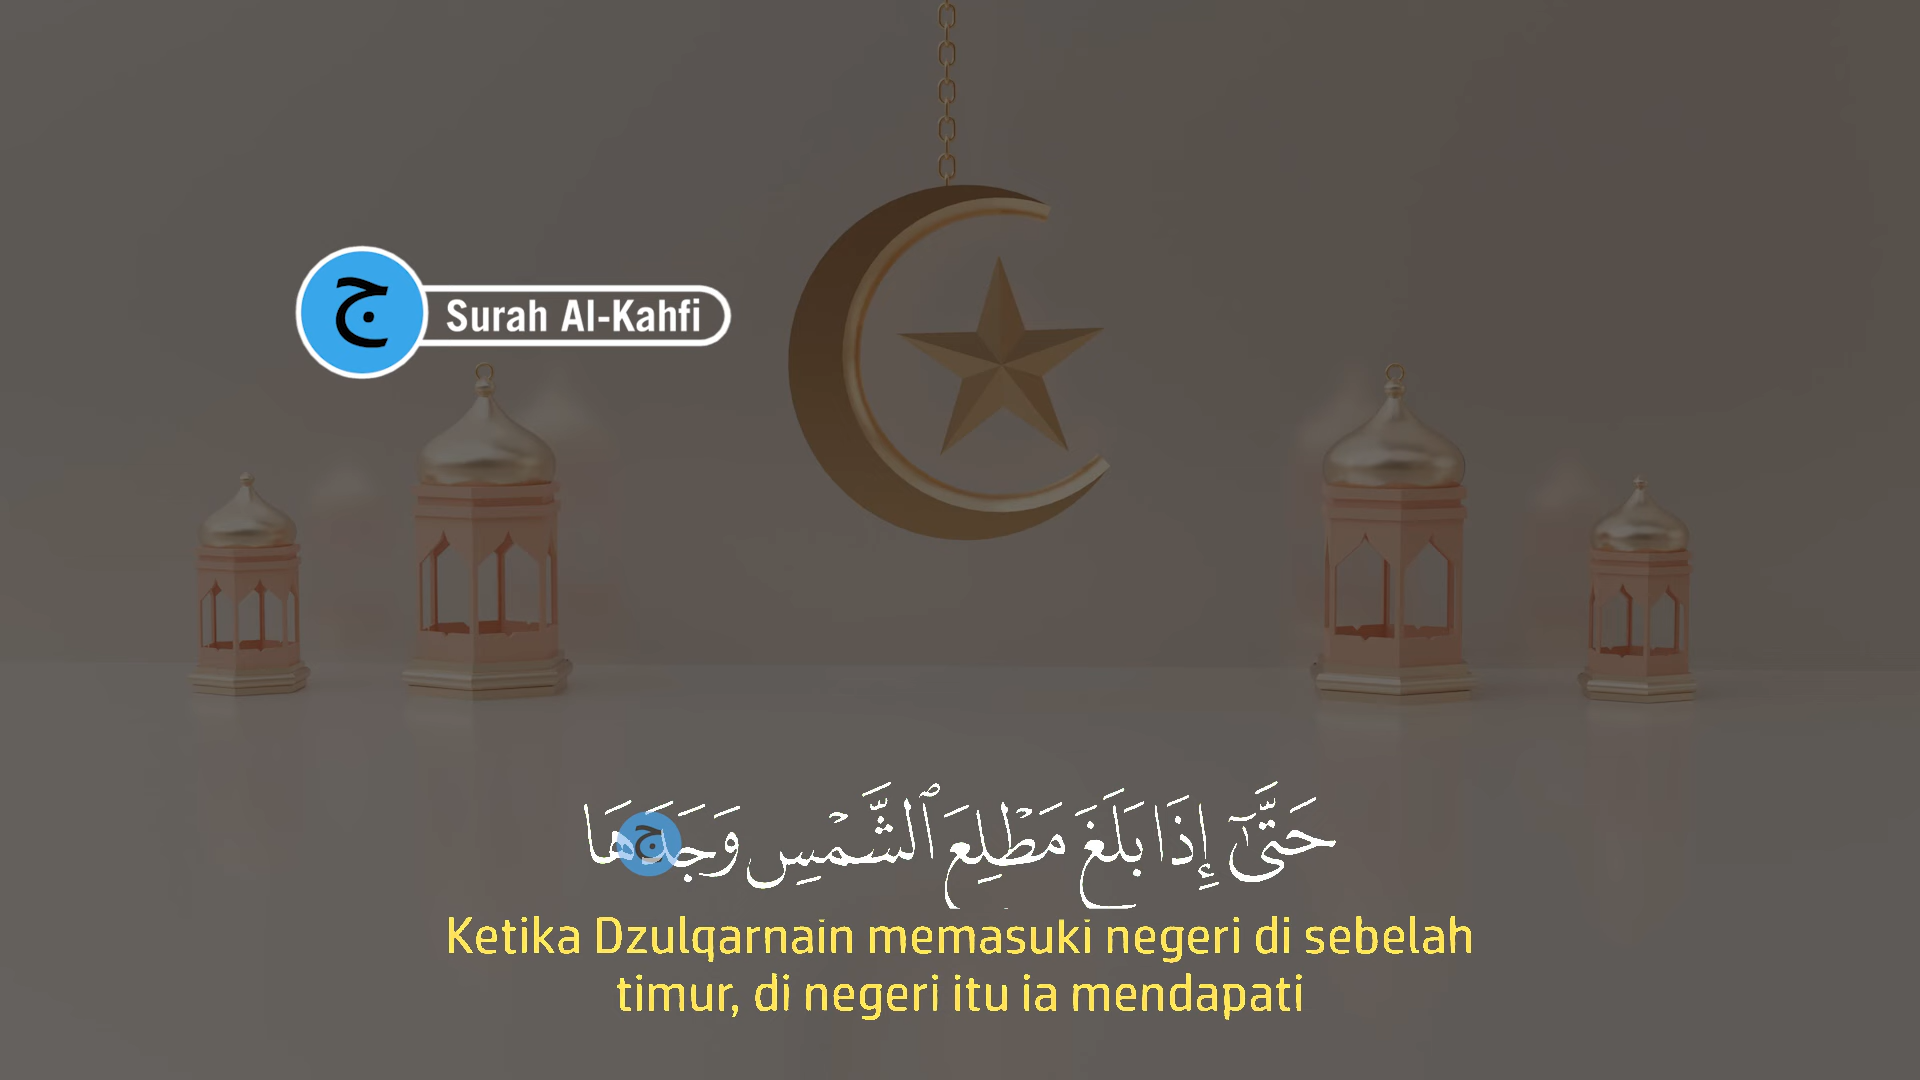 ج
Surah Al-Kahfi
حَتَّىٰٓ إِذَا بَلَغَ مَطْلِعَ ٱلشَّمْسِ وَجَدَهَا
ج
Ketika Dzulqarnain memasuki negeri di sebelah
timur, di negeri itu ia mendapati